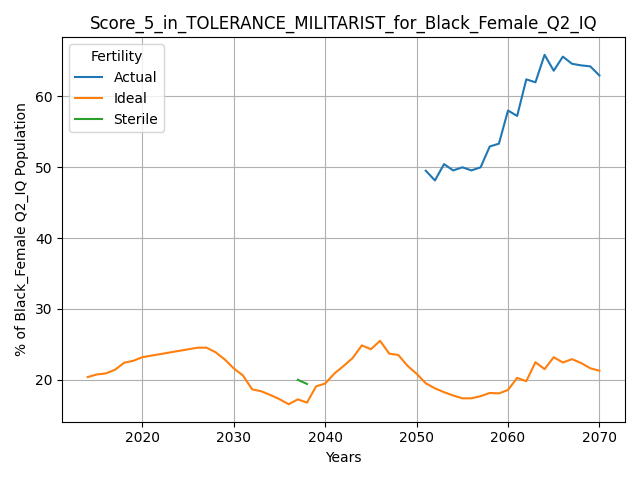 Score_5_in_TOLERANCE_MILITARIST_for_Black_Female_Q2_IQ
Fertility
Actual
Ideal
Sterile
% of Black_Female Q2_IQ Population
60
50
40
30
20
2020
2030
2040
2050
2060
2070
Years